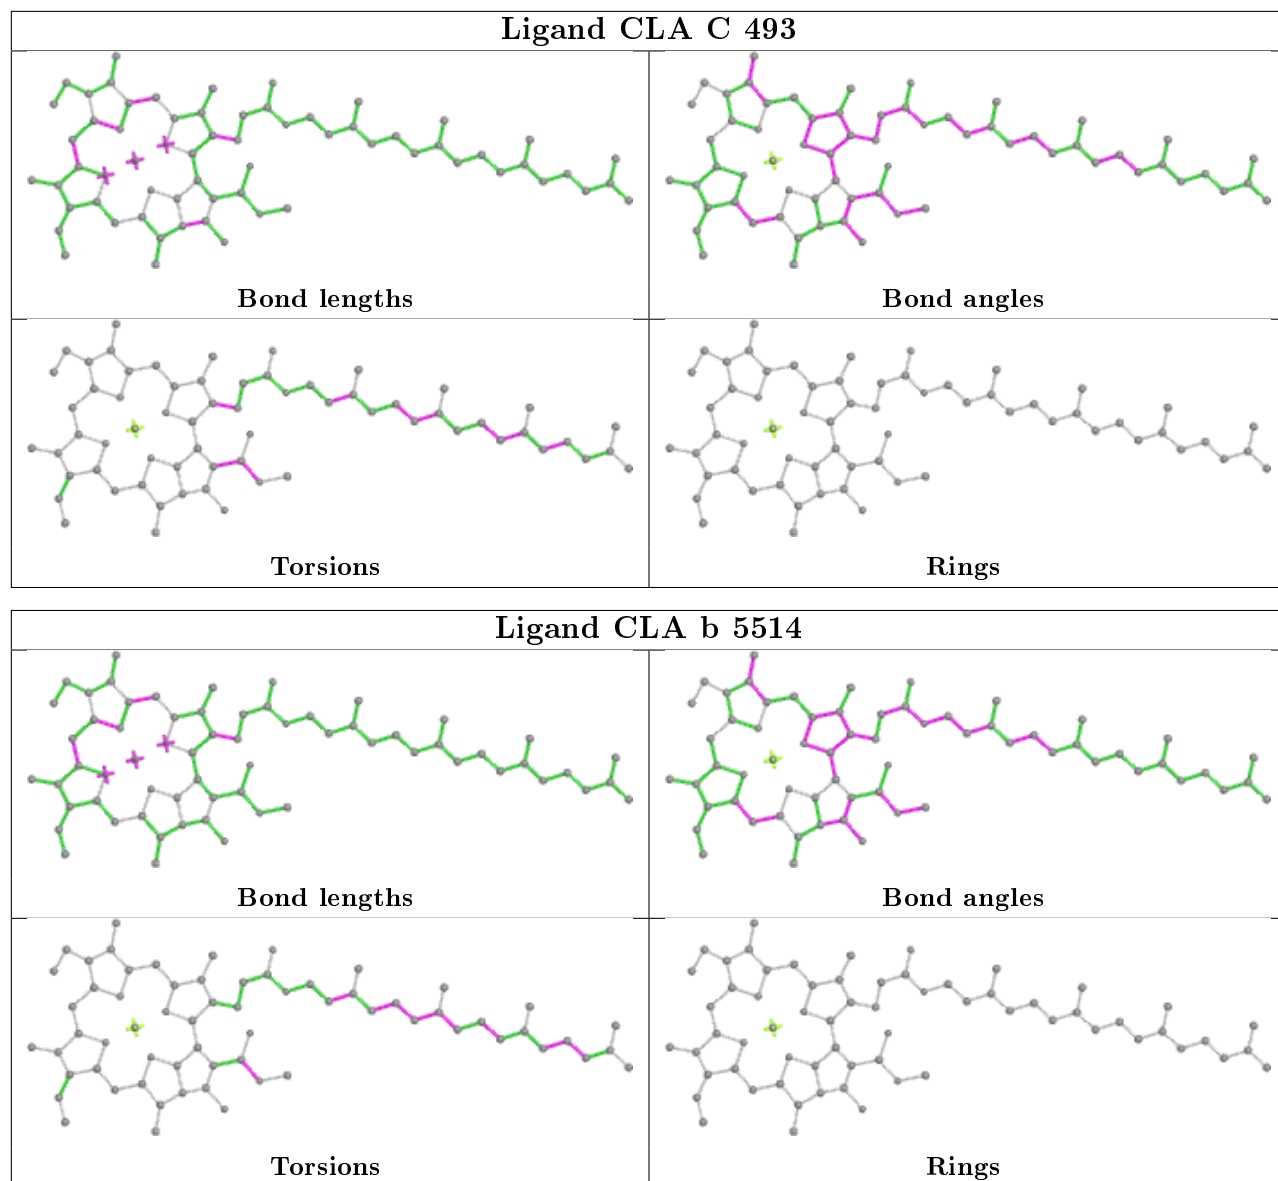 Ligand CLA C 493
Bond lengths
Bond angles
Torsions
Rings
Ligand CLA b 5514
Bond lengths
Bond angles
Torsions
Rings